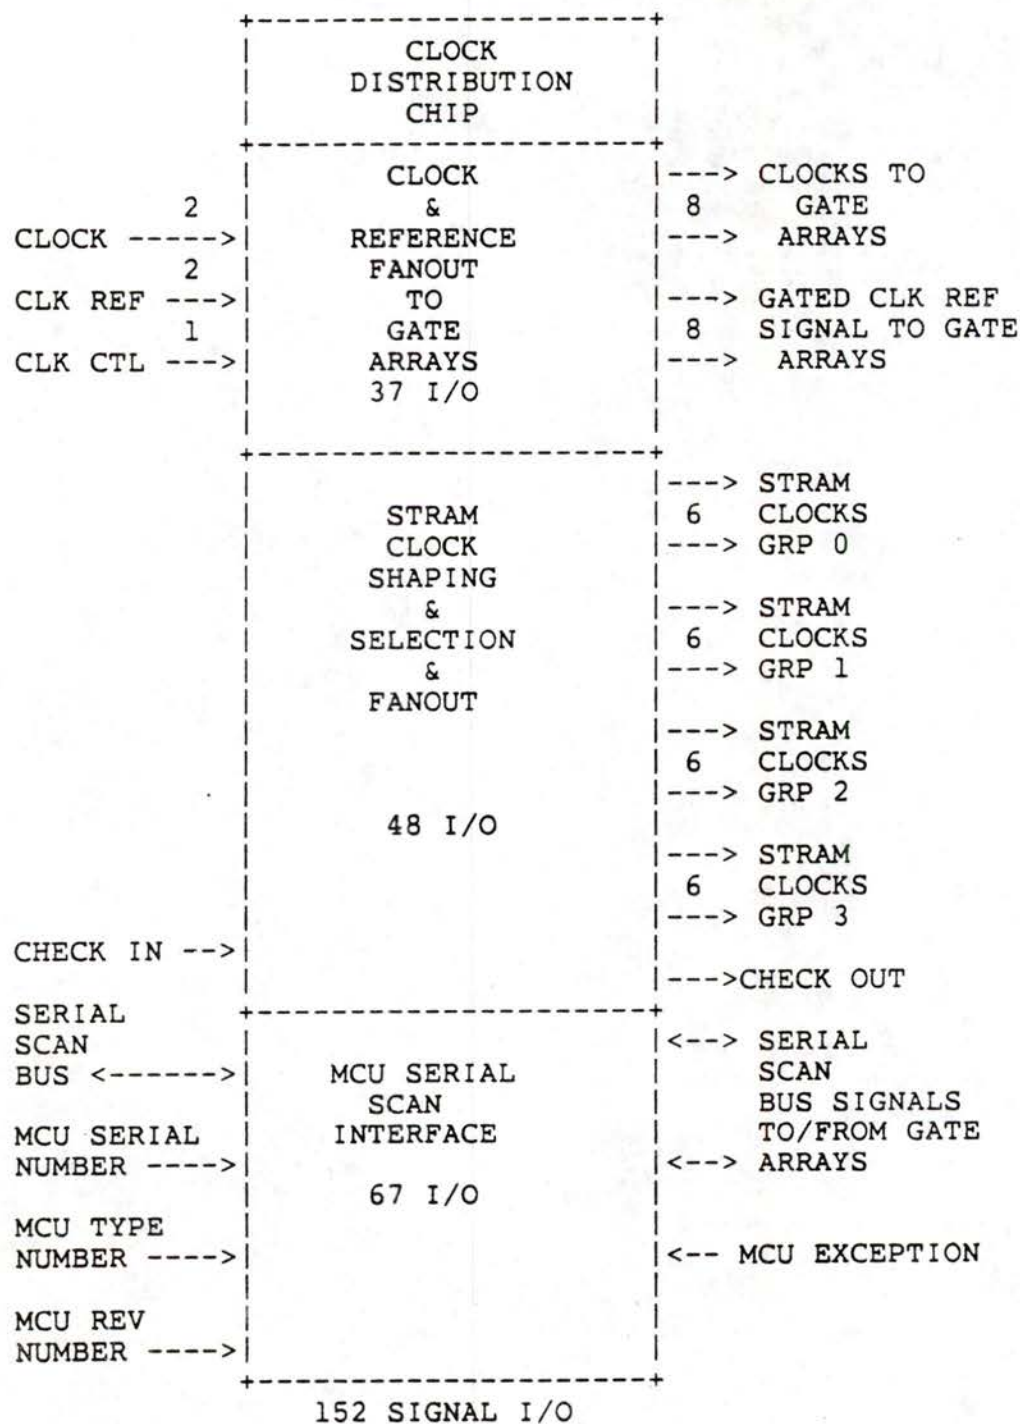 +--------------------------+
CLOCK
DISTRIBUTION
CHIP
+--------------------------+
CLOCK ---> CLOCKS TO
2 & 8 GATE
CLOCK -----> REFERENCE ---> ARRAYS
2 FANOUT
CLK REF ---> TO ---> GATED CLK REF
1 GATE 8 SIGNAL TO GATE
CLK CTL ---> ARRAYS ---> ARRAYS
37 I/O
+--------------------------+
---> STRAM
STRAM 6 CLOCKS
CLOCK ---> GRP 0
SHAPING
& ---> STRAM
SELECTION 6 CLOCKS
& ---> GRP 1
FANOUT
---> STRAM
6 CLOCKS
---> GRP 2
48 I/O
---> STRAM
6 CLOCKS
---> GRP 3
CHECK IN -->
--->CHECK OUT
SERIAL
+--------------------------+
SCAN <--> SERIAL
BUS <------> MCU SERIAL SCAN
SCAN BUS SIGNALS
MCU SERIAL INTERFACE TO/FROM GATE
NUMBER ----> <--> ARRAYS
67 I/O
MCU TYPE
NUMBER ----> <-- MCU EXCEPTION
MCU REV
NUMBER ---->
+--------------------------+
152 SIGNAL I/O